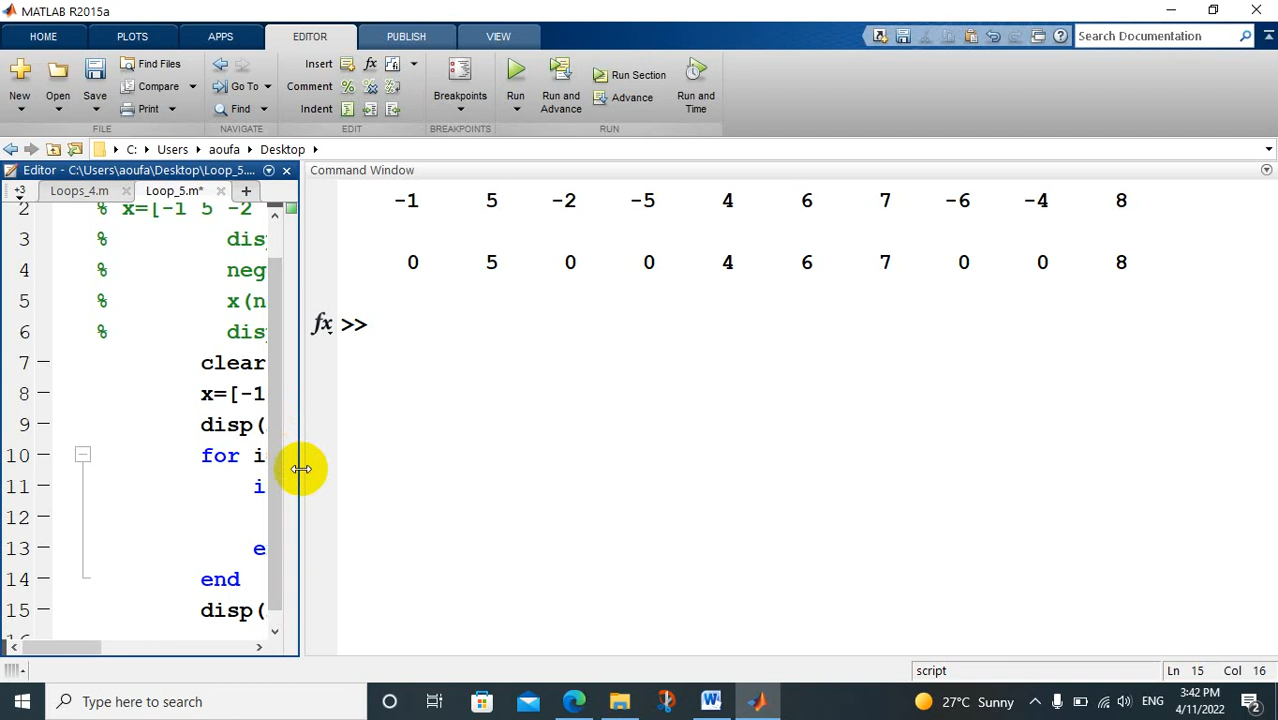 MATLAB R2015a
HOME PLOTS APPS EDITOR PUBLISH VIEW
Search Documentation
New Open Save Find Files Compare Print
FILE
Go To Find
NAVIGATE
Insert fx
Comment %
Indent
EDIT
Breakpoints
BREAKPOINTS
Run Run and Advance Run Section Advance Run and Time
RUN
C: Users aoufa Desktop
Editor - C:\Users\aoufa\Desktop\Loop_5....
+3 Loops_4.m Loop_5.m* +
2 % x=[-1 5 -2
3 % disp
4 % neg
5 % x(n
6 % disp
7 clear
8 x=[-1
9 disp(
10 for i
11 i
12
13 e
14 end
15 disp(
16
Command Window
-1 5 -2 -5 4 6 7 -6 -4 8
0 5 0 0 4 6 7 0 0 8
fx >>
script Ln 15 Col 16
Type here to search
27°C Sunny ENG 3:42 PM 4/11/2022 2